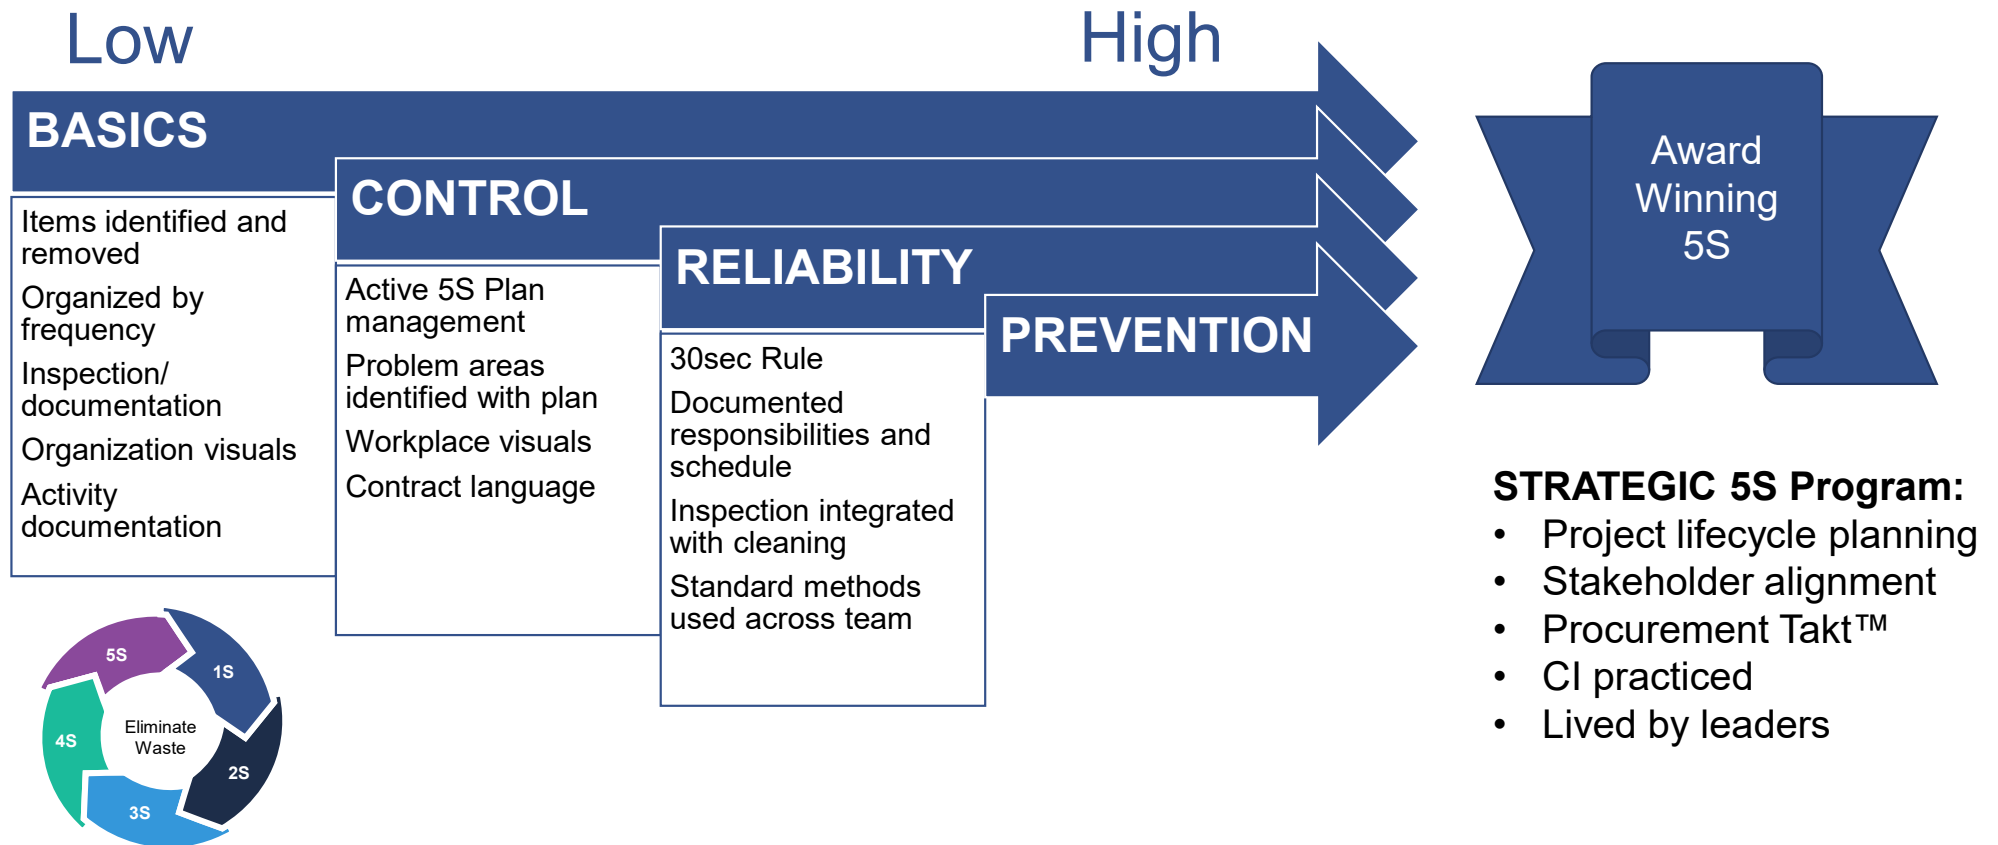 Low
High
BASICS
Items identified and
removed
Organized by
frequency
Inspection/
documentation
Organization visuals
Activity
documentation
CONTROL
Active 5S Plan
management
Problem areas
identified with plan
Workplace visuals
Contract language
RELIABILITY
30sec Rule
Documented
responsibilities and
schedule
Inspection integrated
with cleaning
Standard methods
used across team
PREVENTION
Award
Winning
5S
STRATEGIC 5S Program:
• Project lifecycle planning
• Stakeholder alignment
• Procurement Takt™
• CI practiced
• Lived by leaders
1S
2S
3S
4S
5S
Eliminate
Waste